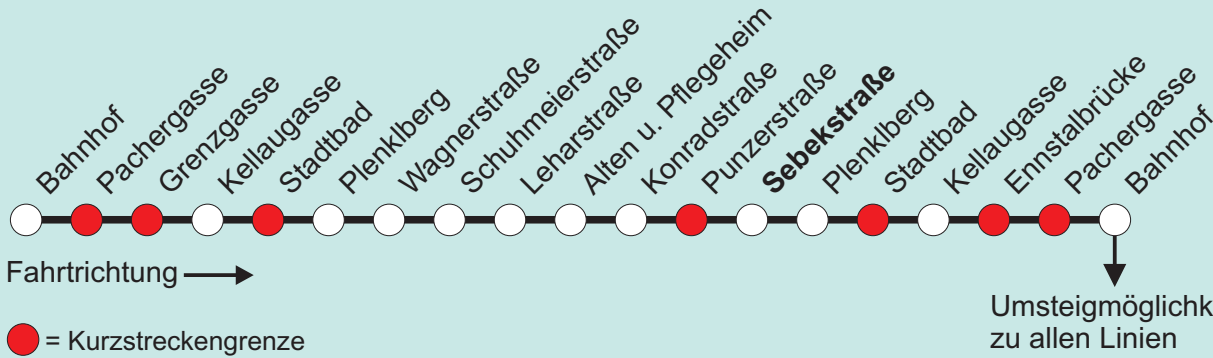 Bahnhof
Pachergasse
Grenzgasse
Kellaugasse
Stadtbad
Plenklberg
Wagnerstraße
Schuhmeierstraße
Leharstraße
Alten u. Pflegeheim
Konradstraße
Punzerstraße
Sebekstraße
Plenklberg
Stadtbad
Kellaugasse
Ennstalbrücke
Pachergasse
Bahnhof
Fahrtrichtung
Umsteigmöglichk
zu allen Linien
= Kurzstreckengrenze